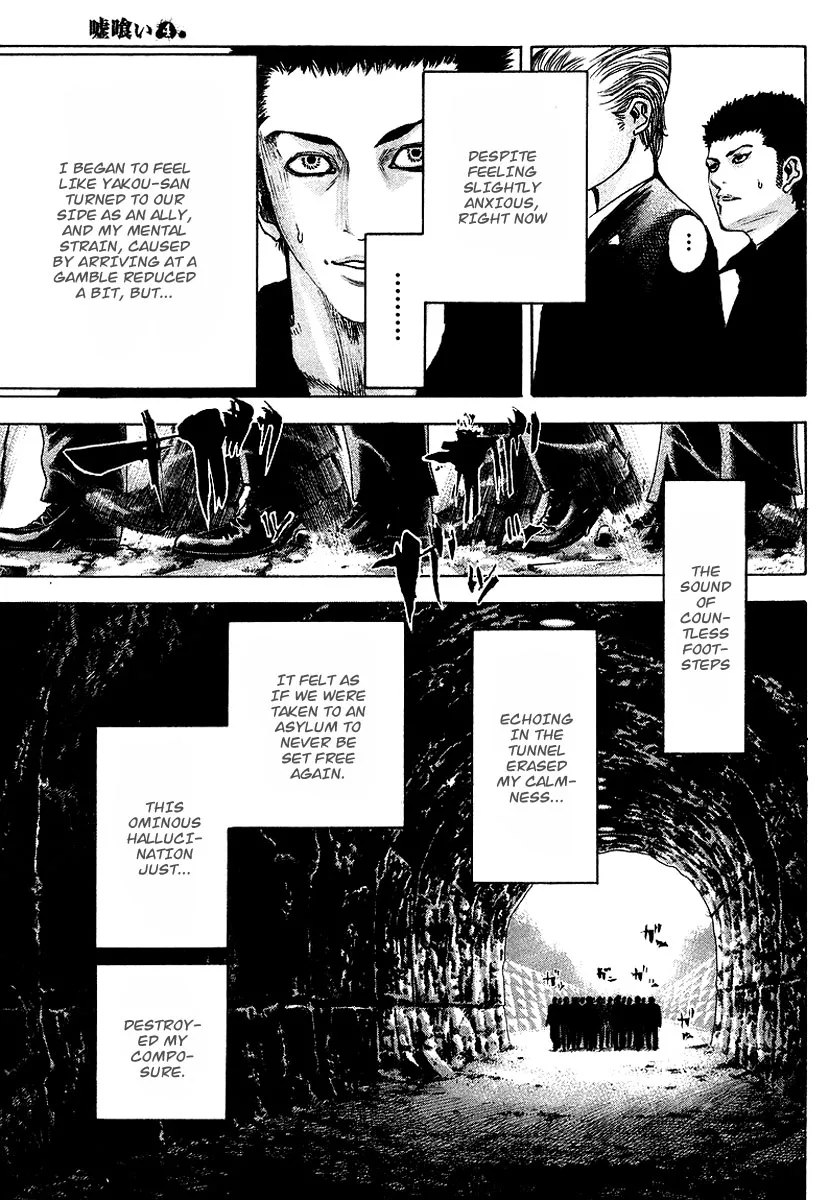 嘘喰い 4
DESPITE
FEELING
SLIGHTLY
ANXIOUS,
RIGHT NOW
...
..........
I BEGAN TO FEEL
LIKE YAKOU-SAN
TURNED TO OUR
SIDE AS AN ALLY,
AND MY MENTAL
STRAIN, CAUSED
BY ARRIVING AT A
GAMBLE REDUCED
A BIT, BUT...
THE
SOUND
OF
COUN-
TLESS
FOOT-
STEPS
ECHOING
IN THE
TUNNEL
ERASED
MY CALM-
NESS...
IT FELT AS
IF WE WERE
TAKEN TO AN
ASYLUM TO
NEVER BE
SET FREE
AGAIN.
THIS
OMINOUS
HALLUCI-
NATION
JUST...
DESTROY-
ED MY
COMPO-
SURE.